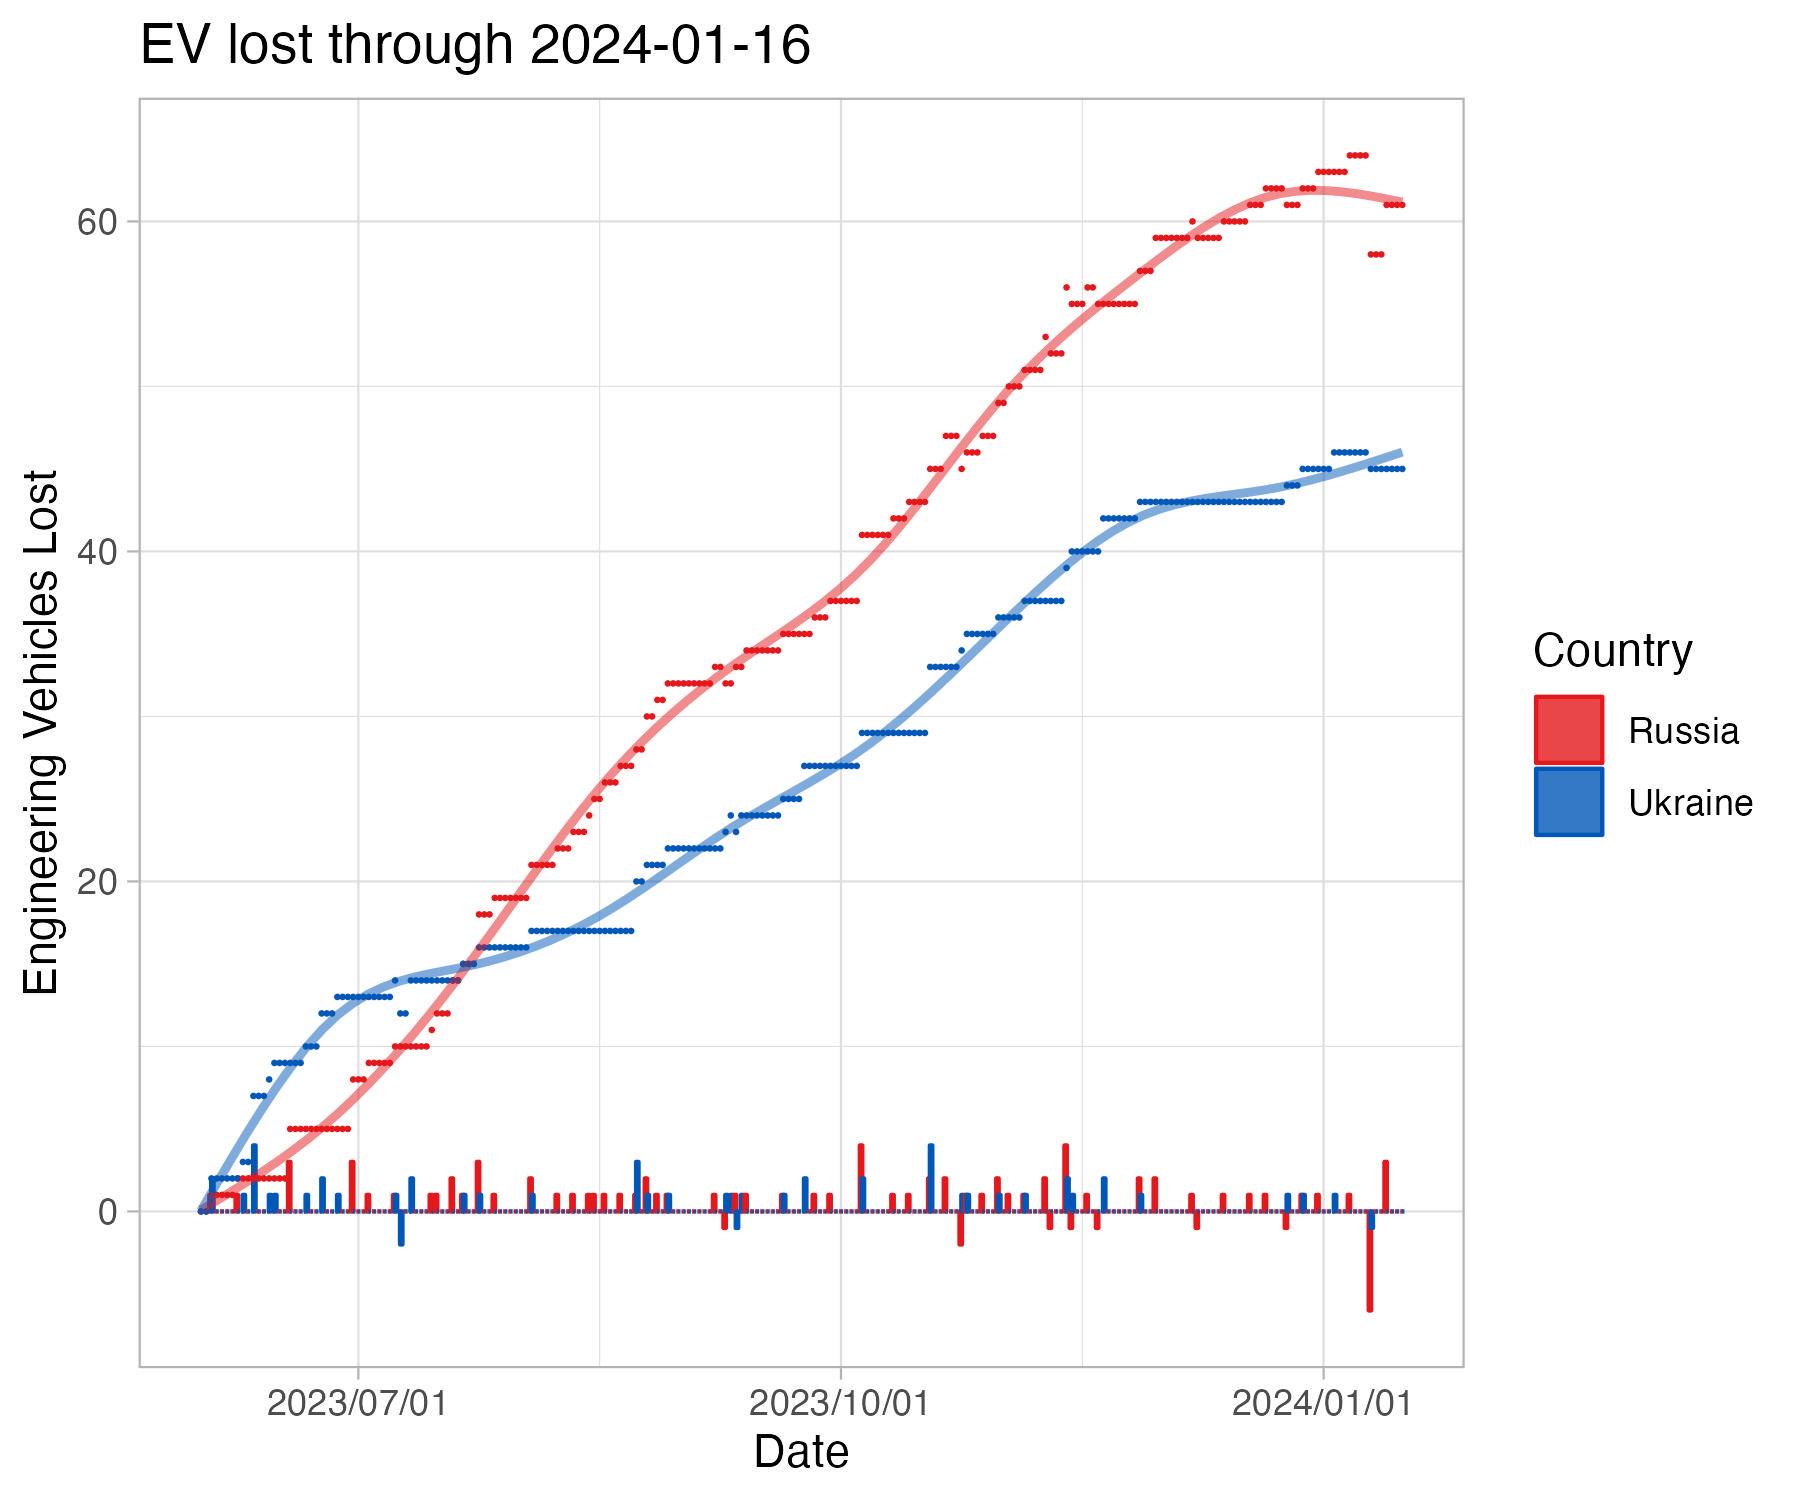 EV lost through 2024-01-16
Engineering Vehicles Lost
60
40
20
0
2023/07/01
2023/10/01
2024/01/01
Date
Country
Russia
Ukraine